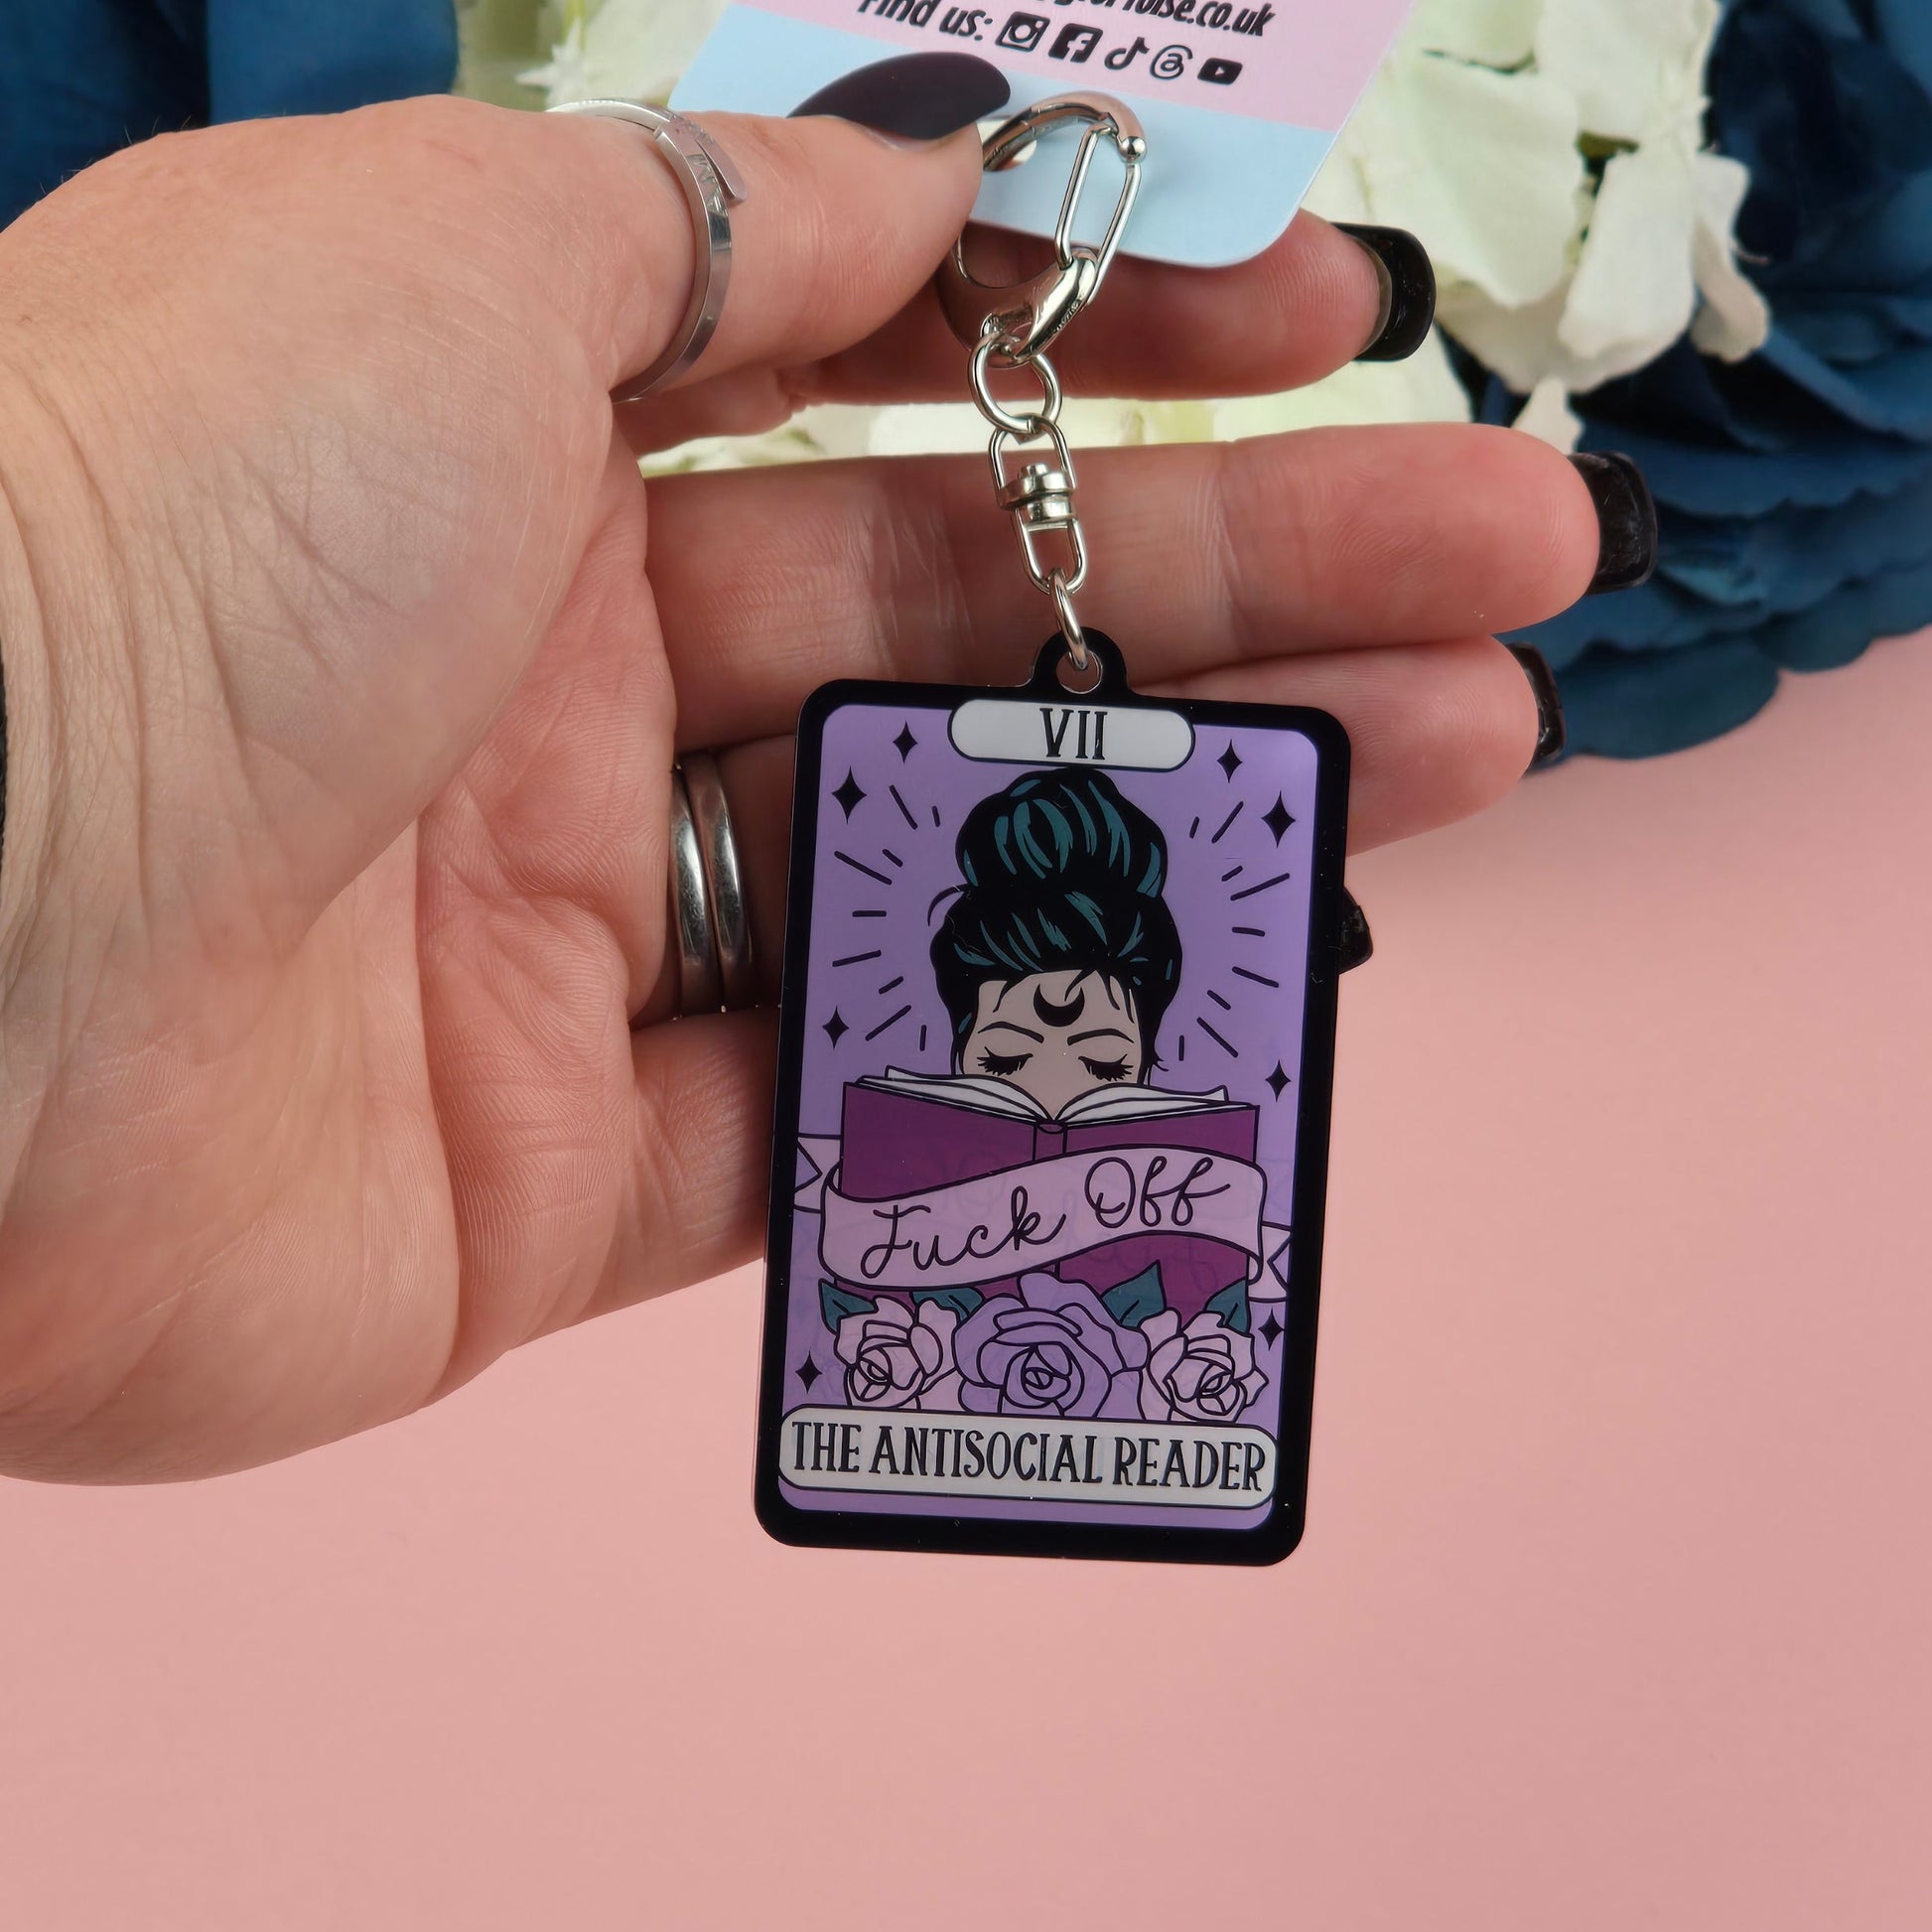 Find us:
VII
Fuck Off
THE ANTISOCIAL READER